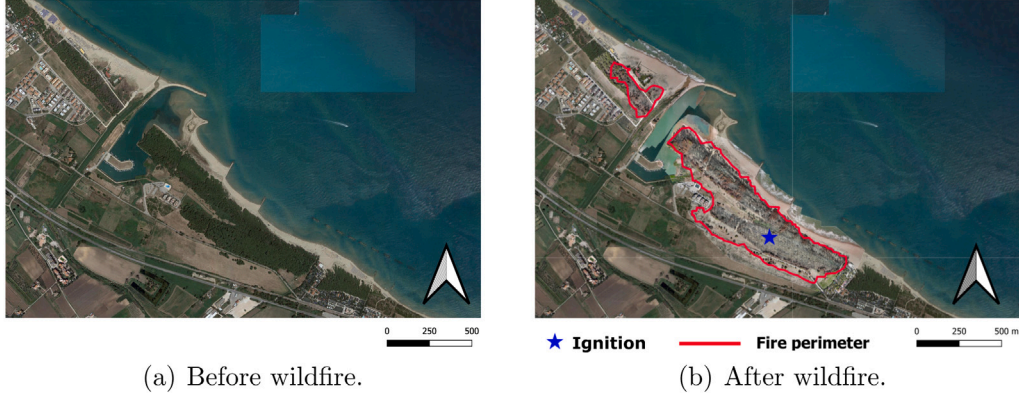 0 250 500
0 250 500 m
Ignition Fire perimeter
(a) Before wildfire.
(b) After wildfire.